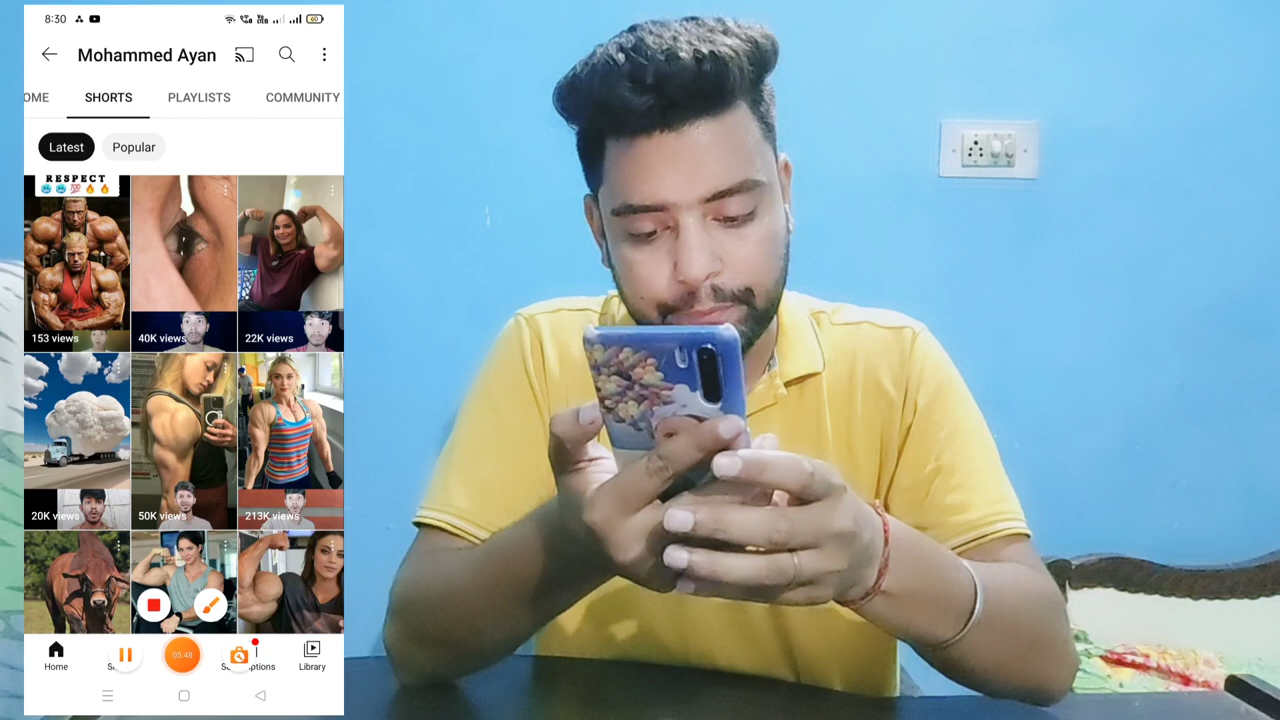 8:30
60
Mohammed Ayan
OME
SHORTS
PLAYLISTS
COMMUNITY
Latest
Popular
RESPECT
💯🔥🔥
153 views
40K views
22K views
20K views
50K views
213K views
05:48
Home
Library